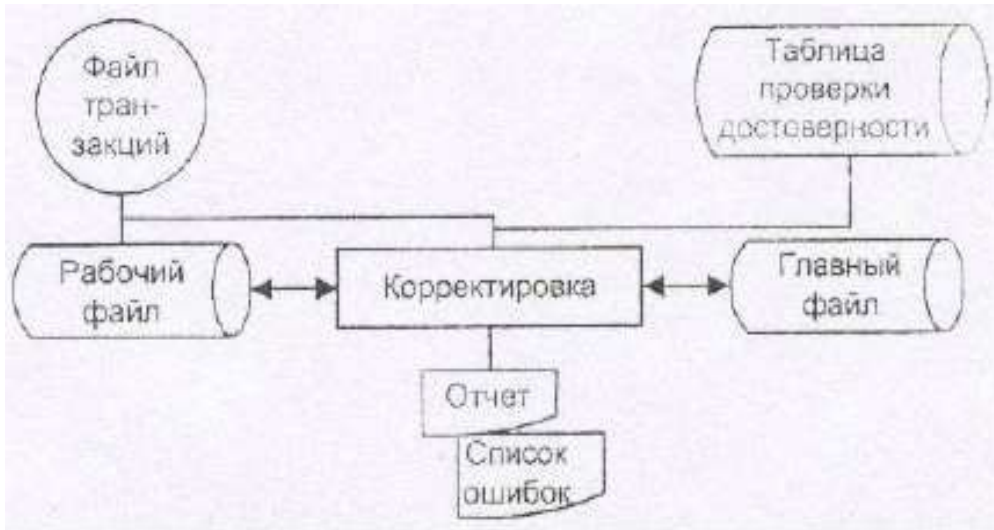 Файл
тран-
закций
Таблица
проверки
достоверности
Рабочий
файл
Корректировка
Главный
файл
Отчет
Список
ошибок